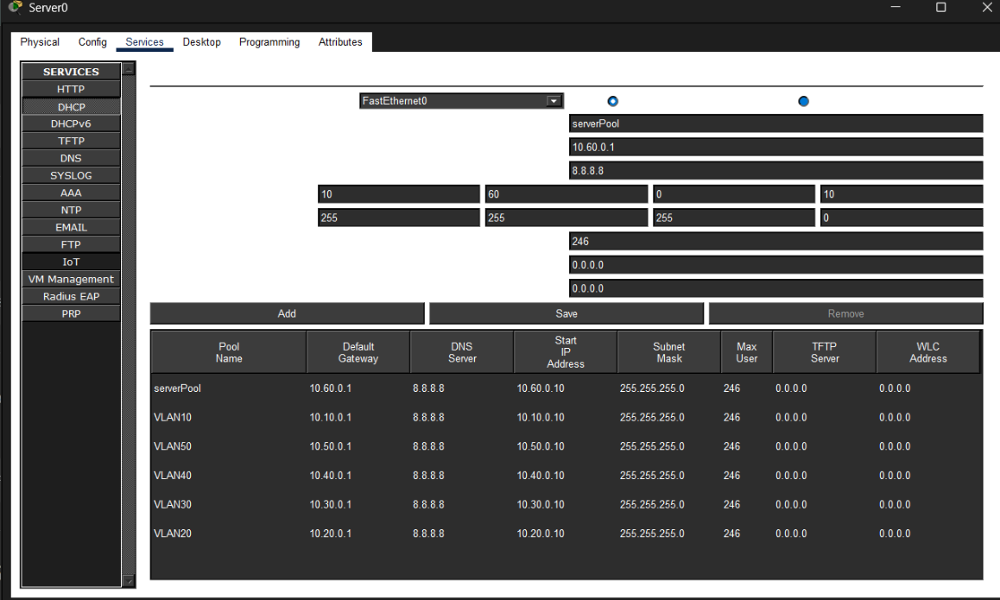 Server0
Physical Config Services Desktop Programming Attributes
SERVICES
HTTP
DHCP
DHCPv6
TFTP
DNS
SYSLOG
AAA
NTP
EMAIL
FTP
IoT
VM Management
Radius EAP
PRP
FastEthernet0
serverPool
10.60.0.1
8.8.8.8
10 60 0 10
255 255 255 0
246
0.0.0.0
0.0.0.0
Add Save Remove
Pool Name Default Gateway DNS Server Start IP Address Subnet Mask Max User TFTP Server WLC Address
serverPool 10.60.0.1 8.8.8.8 10.60.0.10 255.255.255.0 246 0.0.0.0 0.0.0.0
VLAN10 10.10.0.1 8.8.8.8 10.10.0.10 255.255.255.0 246 0.0.0.0 0.0.0.0
VLAN50 10.50.0.1 8.8.8.8 10.50.0.10 255.255.255.0 246 0.0.0.0 0.0.0.0
VLAN40 10.40.0.1 8.8.8.8 10.40.0.10 255.255.255.0 246 0.0.0.0 0.0.0.0
VLAN30 10.30.0.1 8.8.8.8 10.30.0.10 255.255.255.0 246 0.0.0.0 0.0.0.0
VLAN20 10.20.0.1 8.8.8.8 10.20.0.10 255.255.255.0 246 0.0.0.0 0.0.0.0